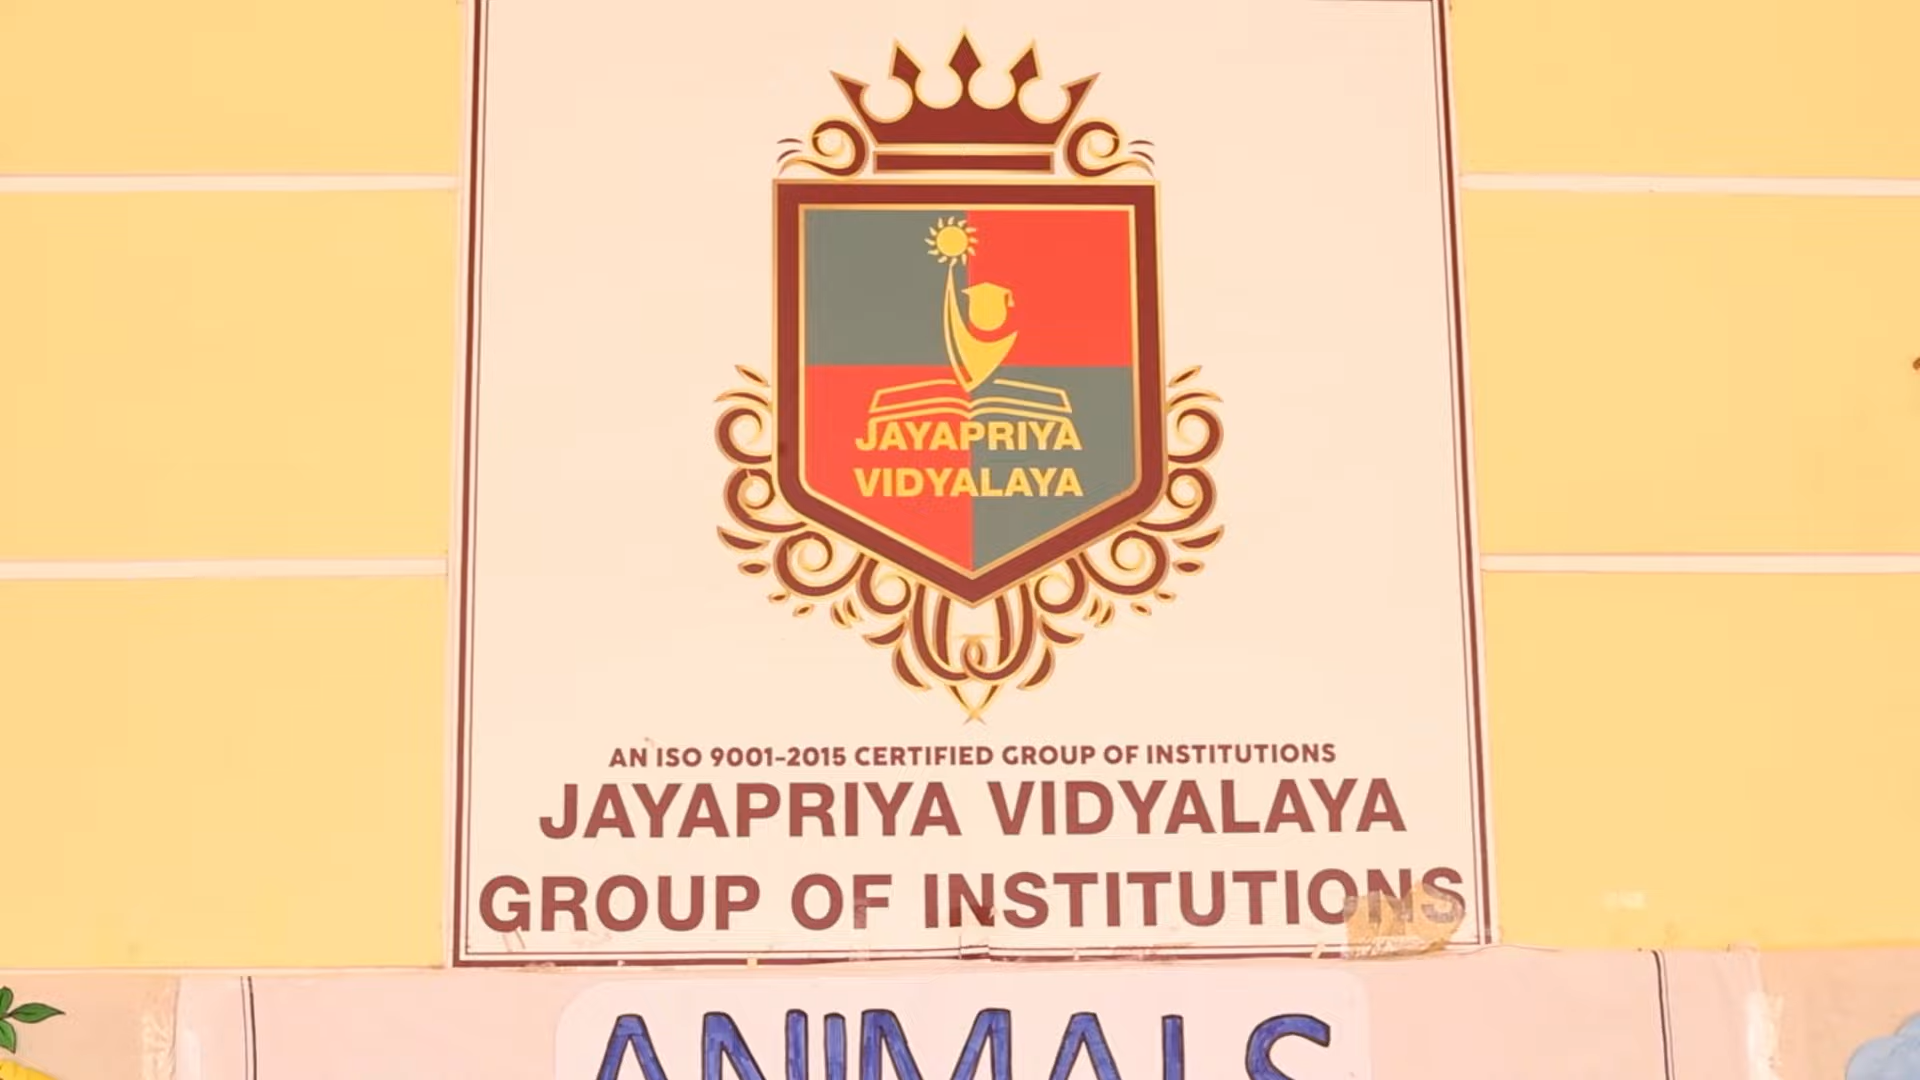 JAYAPRIYA
VIDYALAYA
AN ISO 9001-2015 CERTIFIED GROUP OF INSTITUTIONS
JAYAPRIYA VIDYALAYA
GROUP OF INSTITUTIONS
ANIMALS